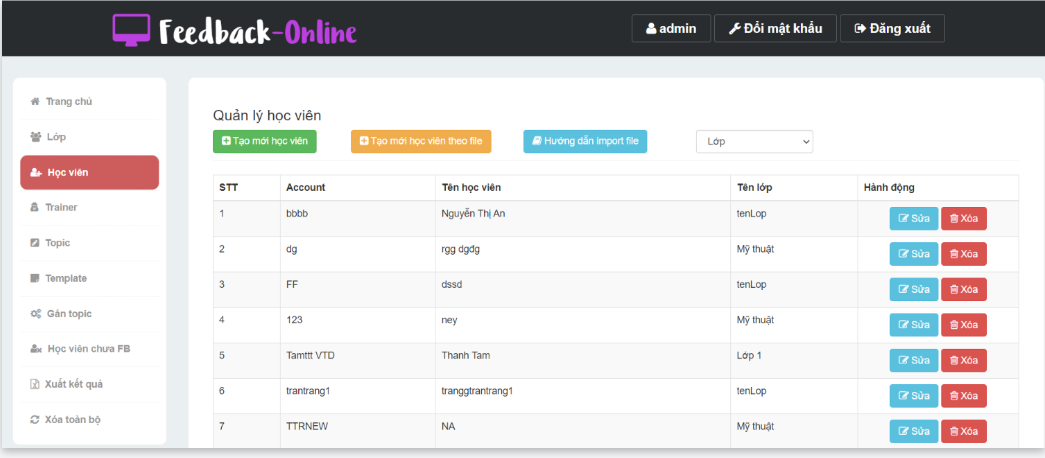 Feedback-Online
admin
Đổi mật khẩu
Đăng xuất
Trang chủ
Lớp
Học viên
Trainer
Topic
Template
Gán topic
Học viên chưa FB
Xuất kết quả
Xóa toàn bộ
Quản lý học viên
Tạo mới học viên
Tạo mới học viên theo file
Hướng dẫn import file
Lớp
STT Account Tên học viên Tên lớp Hành động
1 bbbb Nguyễn Thị An tenLop Sửa Xóa
2 dg rgg dgđg Mỹ thuật Sửa Xóa
3 FF dssd tenLop Sửa Xóa
4 123 ney Mỹ thuật Sửa Xóa
5 Tamttt VTD Thanh Tam Lớp 1 Sửa Xóa
6 trantrang1 tranggtrantrang1 tenLop Sửa Xóa
7 TTRNEW NA Mỹ thuật Sửa Xóa